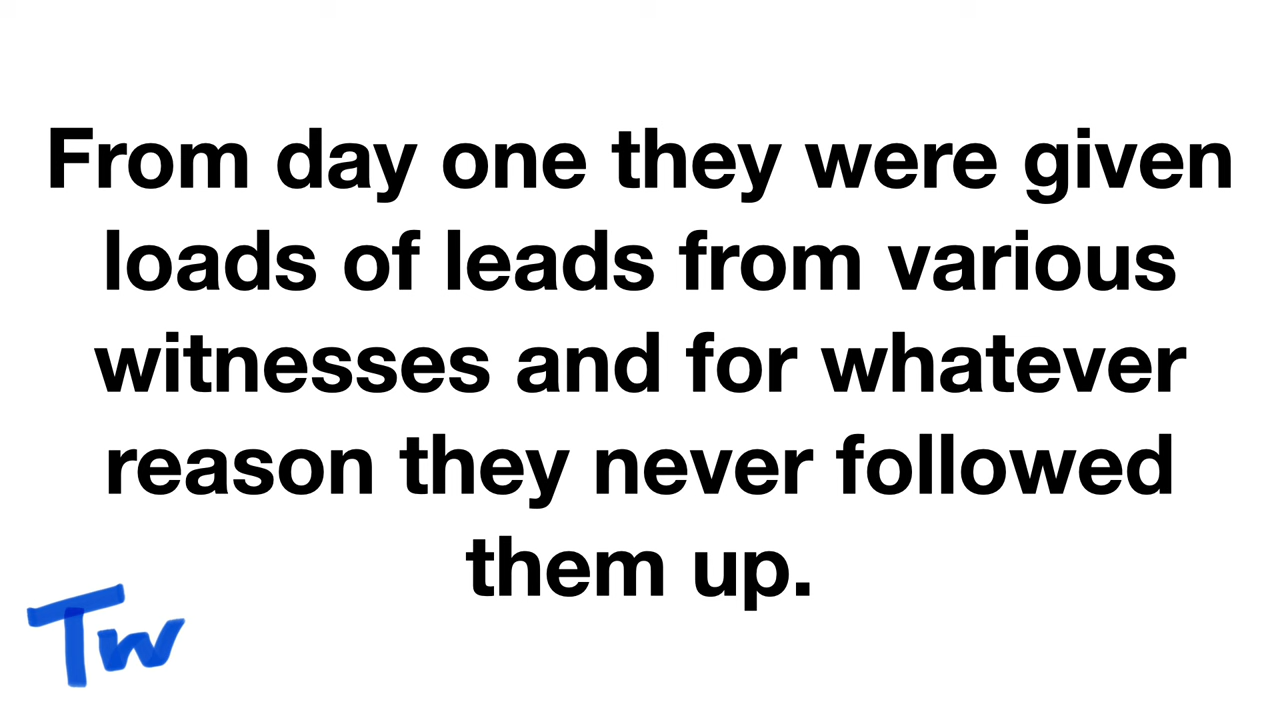 From day one they were given
loads of leads from various
witnesses and for whatever
reason they never followed
them up.
Tw